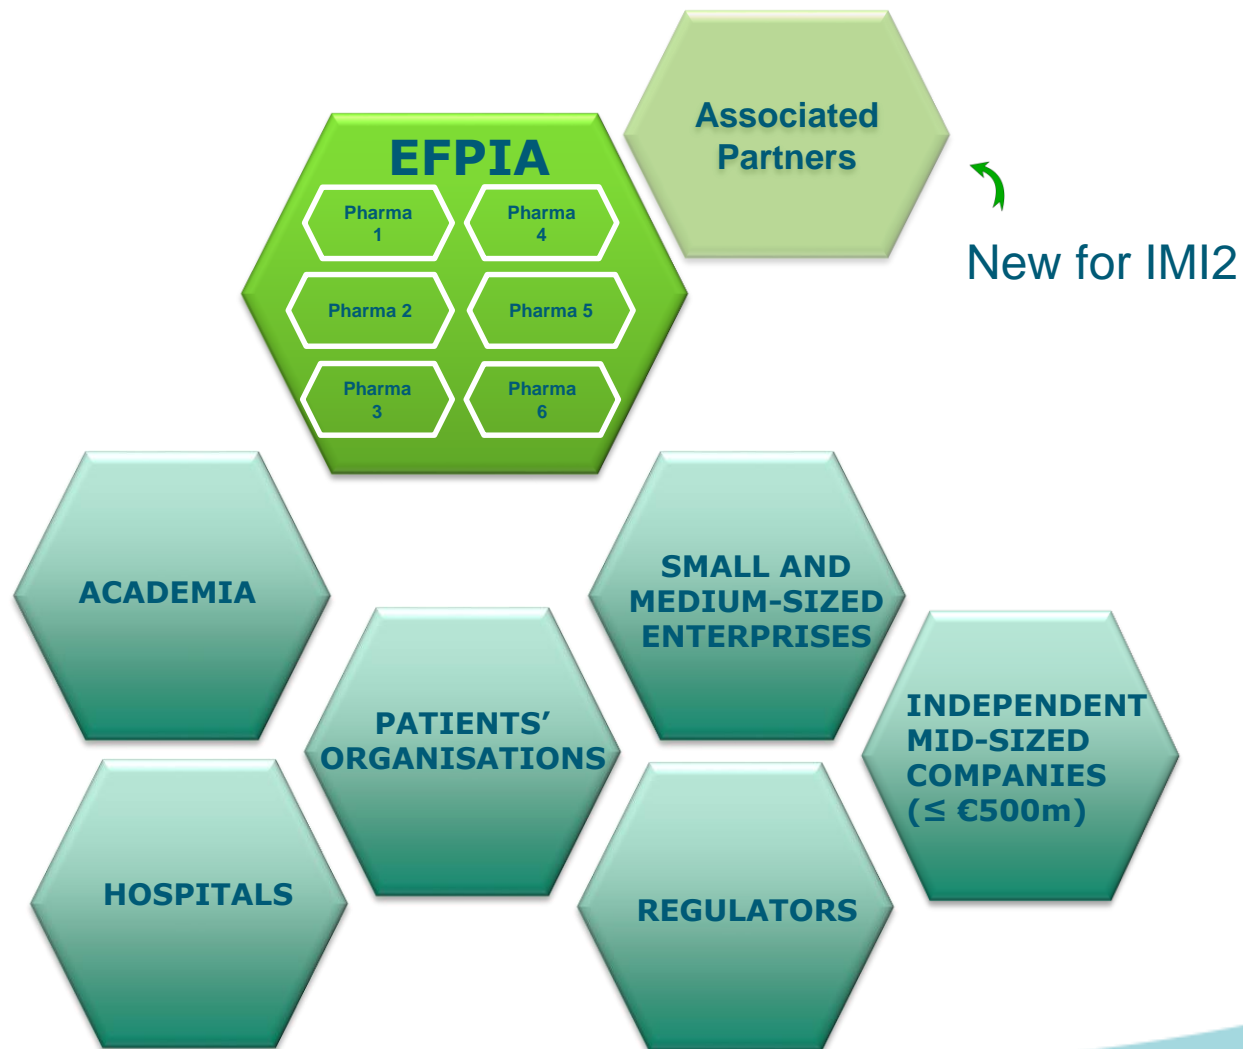 Associated
Partners
EFPIA
Pharma
1
Pharma
4
New for IMI2
Pharma 2
Pharma 5
Pharma
3
Pharma
6
ACADEMIA
SMALL AND
MEDIUM-SIZED
ENTERPRISES
PATIENTS’
ORGANISATIONS
INDEPENDENT
MID-SIZED
COMPANIES
(≤ €500m)
HOSPITALS
REGULATORS